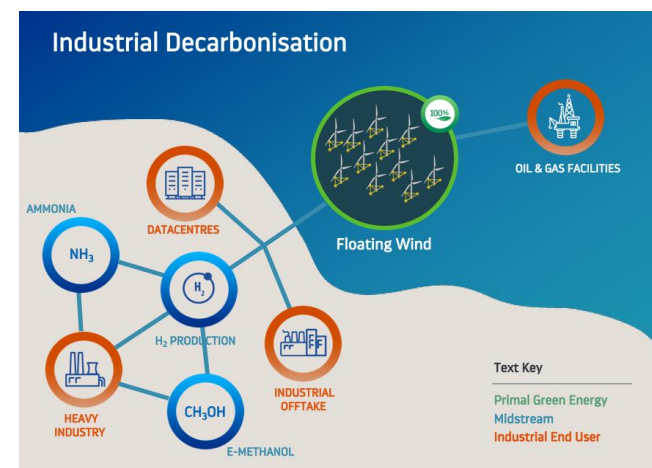 Industrial Decarbonisation
100%
OIL & GAS FACILITIES
Floating Wind
DATACENTRES
AMMONIA
NH₃
H₂
H₂ PRODUCTION
INDUSTRIAL
OFFTAKE
HEAVY
INDUSTRY
CH₃OH
E-METHANOL
Text Key
Primal Green Energy
Midstream
Industrial End User